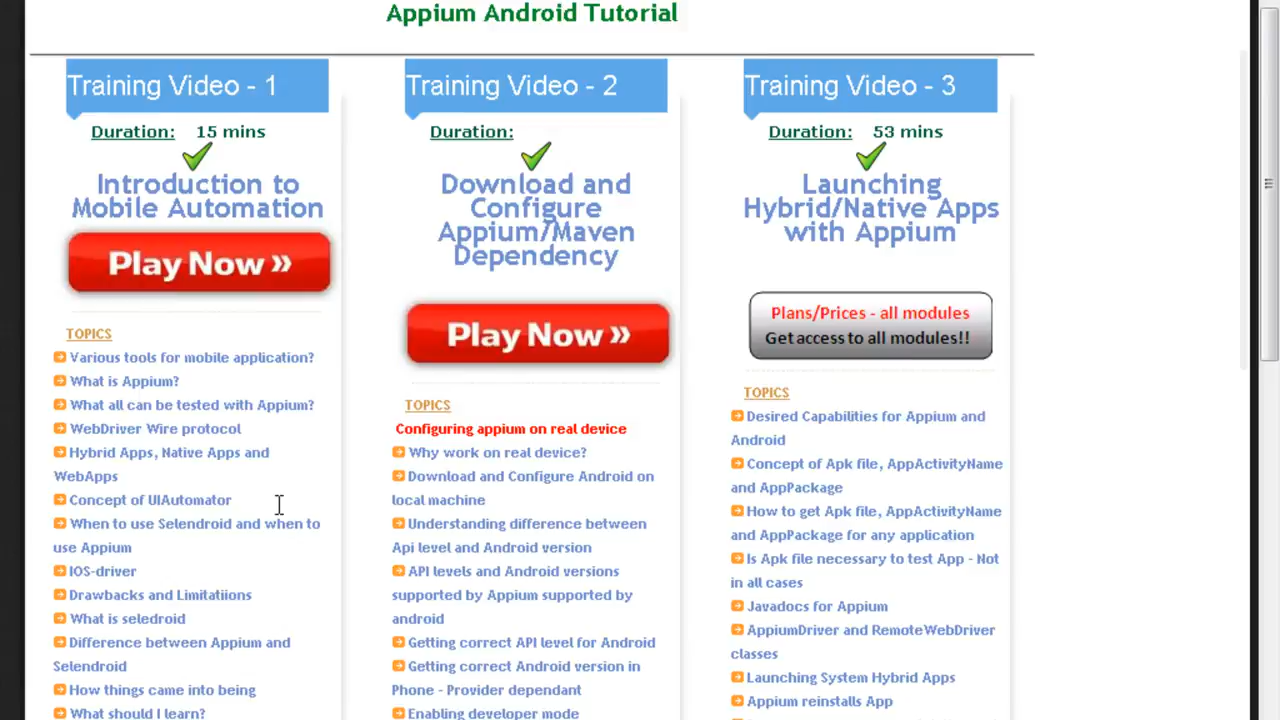 Appium Android Tutorial
Training Video - 1
Duration: 15 mins
Introduction to
Mobile Automation
Play Now »
TOPICS
Various tools for mobile application?
What is Appium?
What all can be tested with Appium?
WebDriver Wire protocol
Hybrid Apps, Native Apps and
WebApps
Concept of UIAutomator
When to use Selendroid and when to
use Appium
IOS-driver
Drawbacks and Limitatiions
What is seledroid
Difference between Appium and
Selendroid
How things came into being
What should I learn?
Training Video - 2
Duration:
Download and
Configure
Appium/Maven
Dependency
Play Now »
TOPICS
Configuring appium on real device
Why work on real device?
Download and Configure Android on
local machine
Understanding difference between
Api level and Android version
API levels and Android versions
supported by Appium supported by
android
Getting correct API level for Android
Getting correct Android version in
Phone - Provider dependant
Enabling developer mode
Training Video - 3
Duration: 53 mins
Launching
Hybrid/Native Apps
with Appium
Plans/Prices - all modules
Get access to all modules!!
TOPICS
Desired Capabilities for Appium and
Android
Concept of Apk file, AppActivityName
and AppPackage
How to get Apk file, AppActivityName
and AppPackage for any application
Is Apk file necessary to test App - Not
in all cases
Javadocs for Appium
AppiumDriver and RemoteWebDriver
classes
Launching System Hybrid Apps
Appium reinstalls App